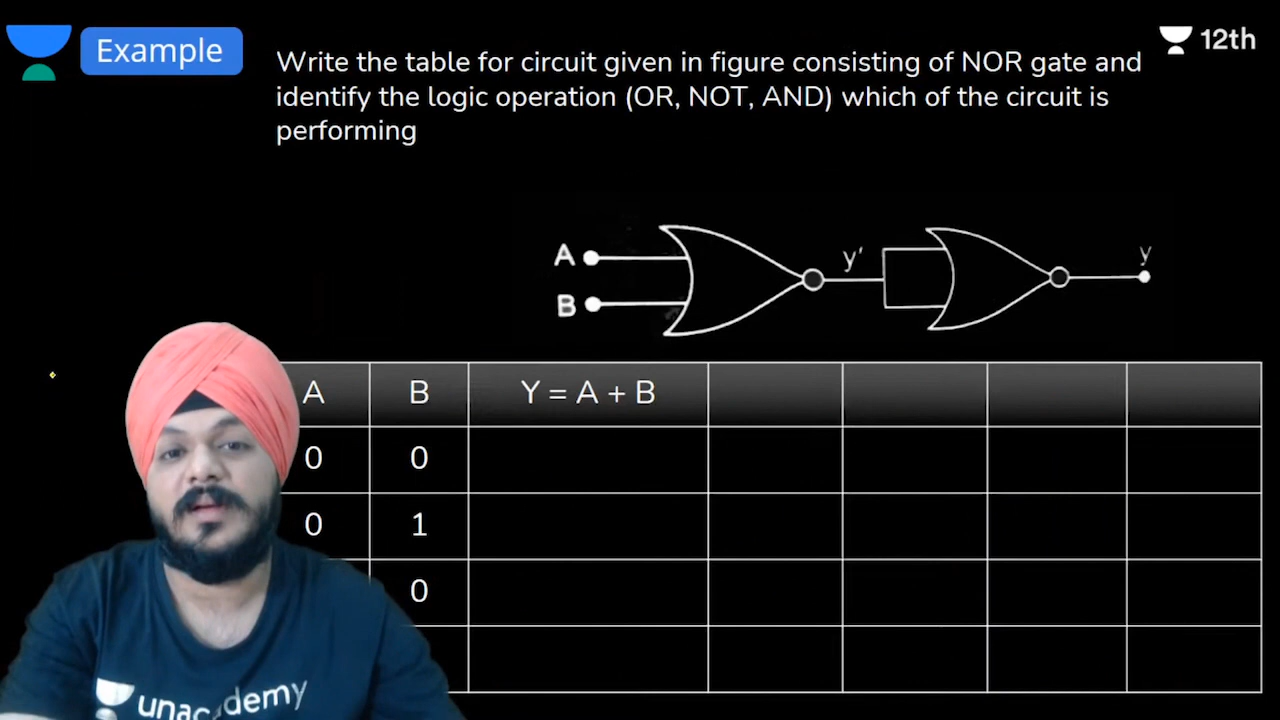 Example
12th
Write the table for circuit given in figure consisting of NOR gate and
identify the logic operation (OR, NOT, AND) which of the circuit is
performing
A
y'
y
B
A B Y = A + B
0 0
0 1
0
unacademy